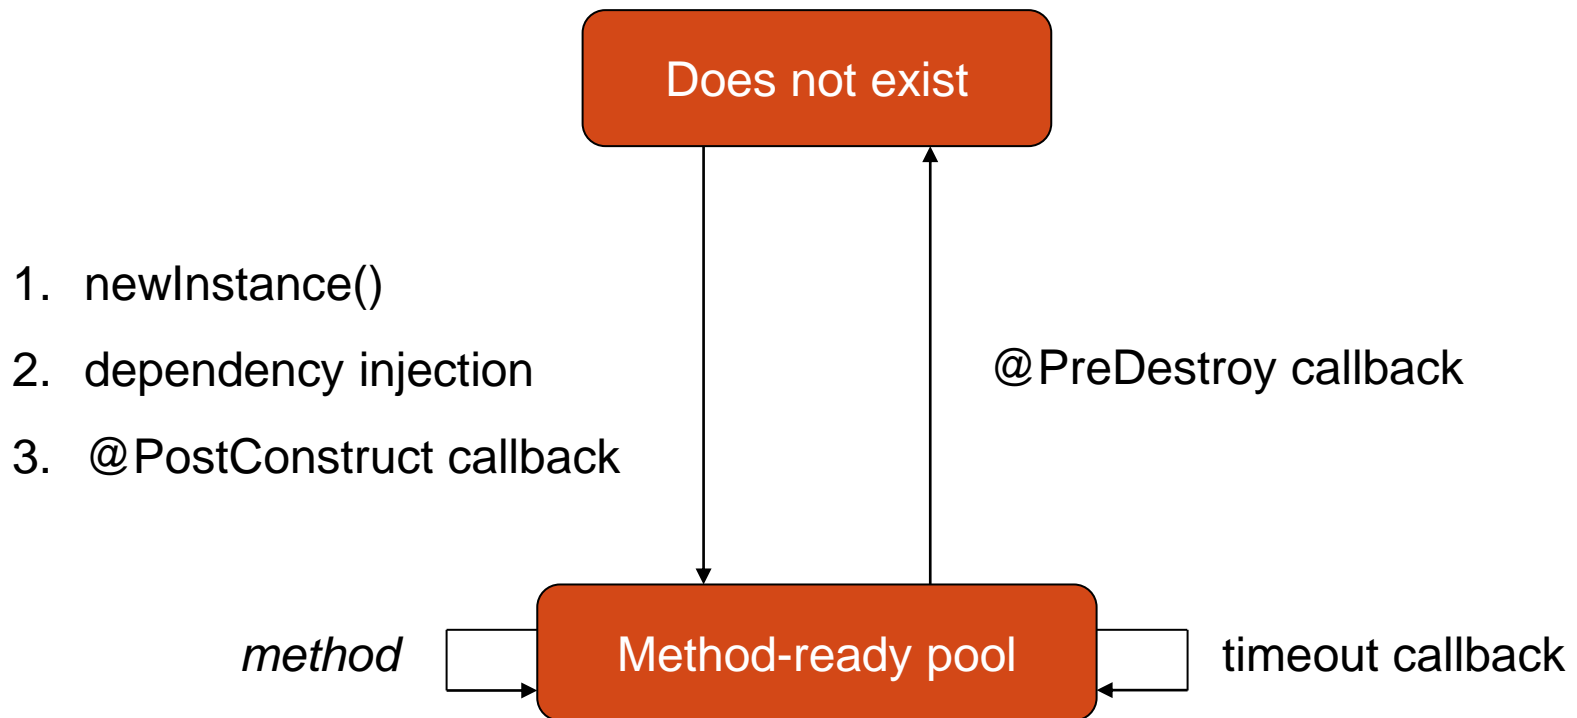 Does not exist
1. newInstance()
2. dependency injection
@PreDestroy callback
3. @PostConstruct callback
method
Method-ready pool
timeout callback